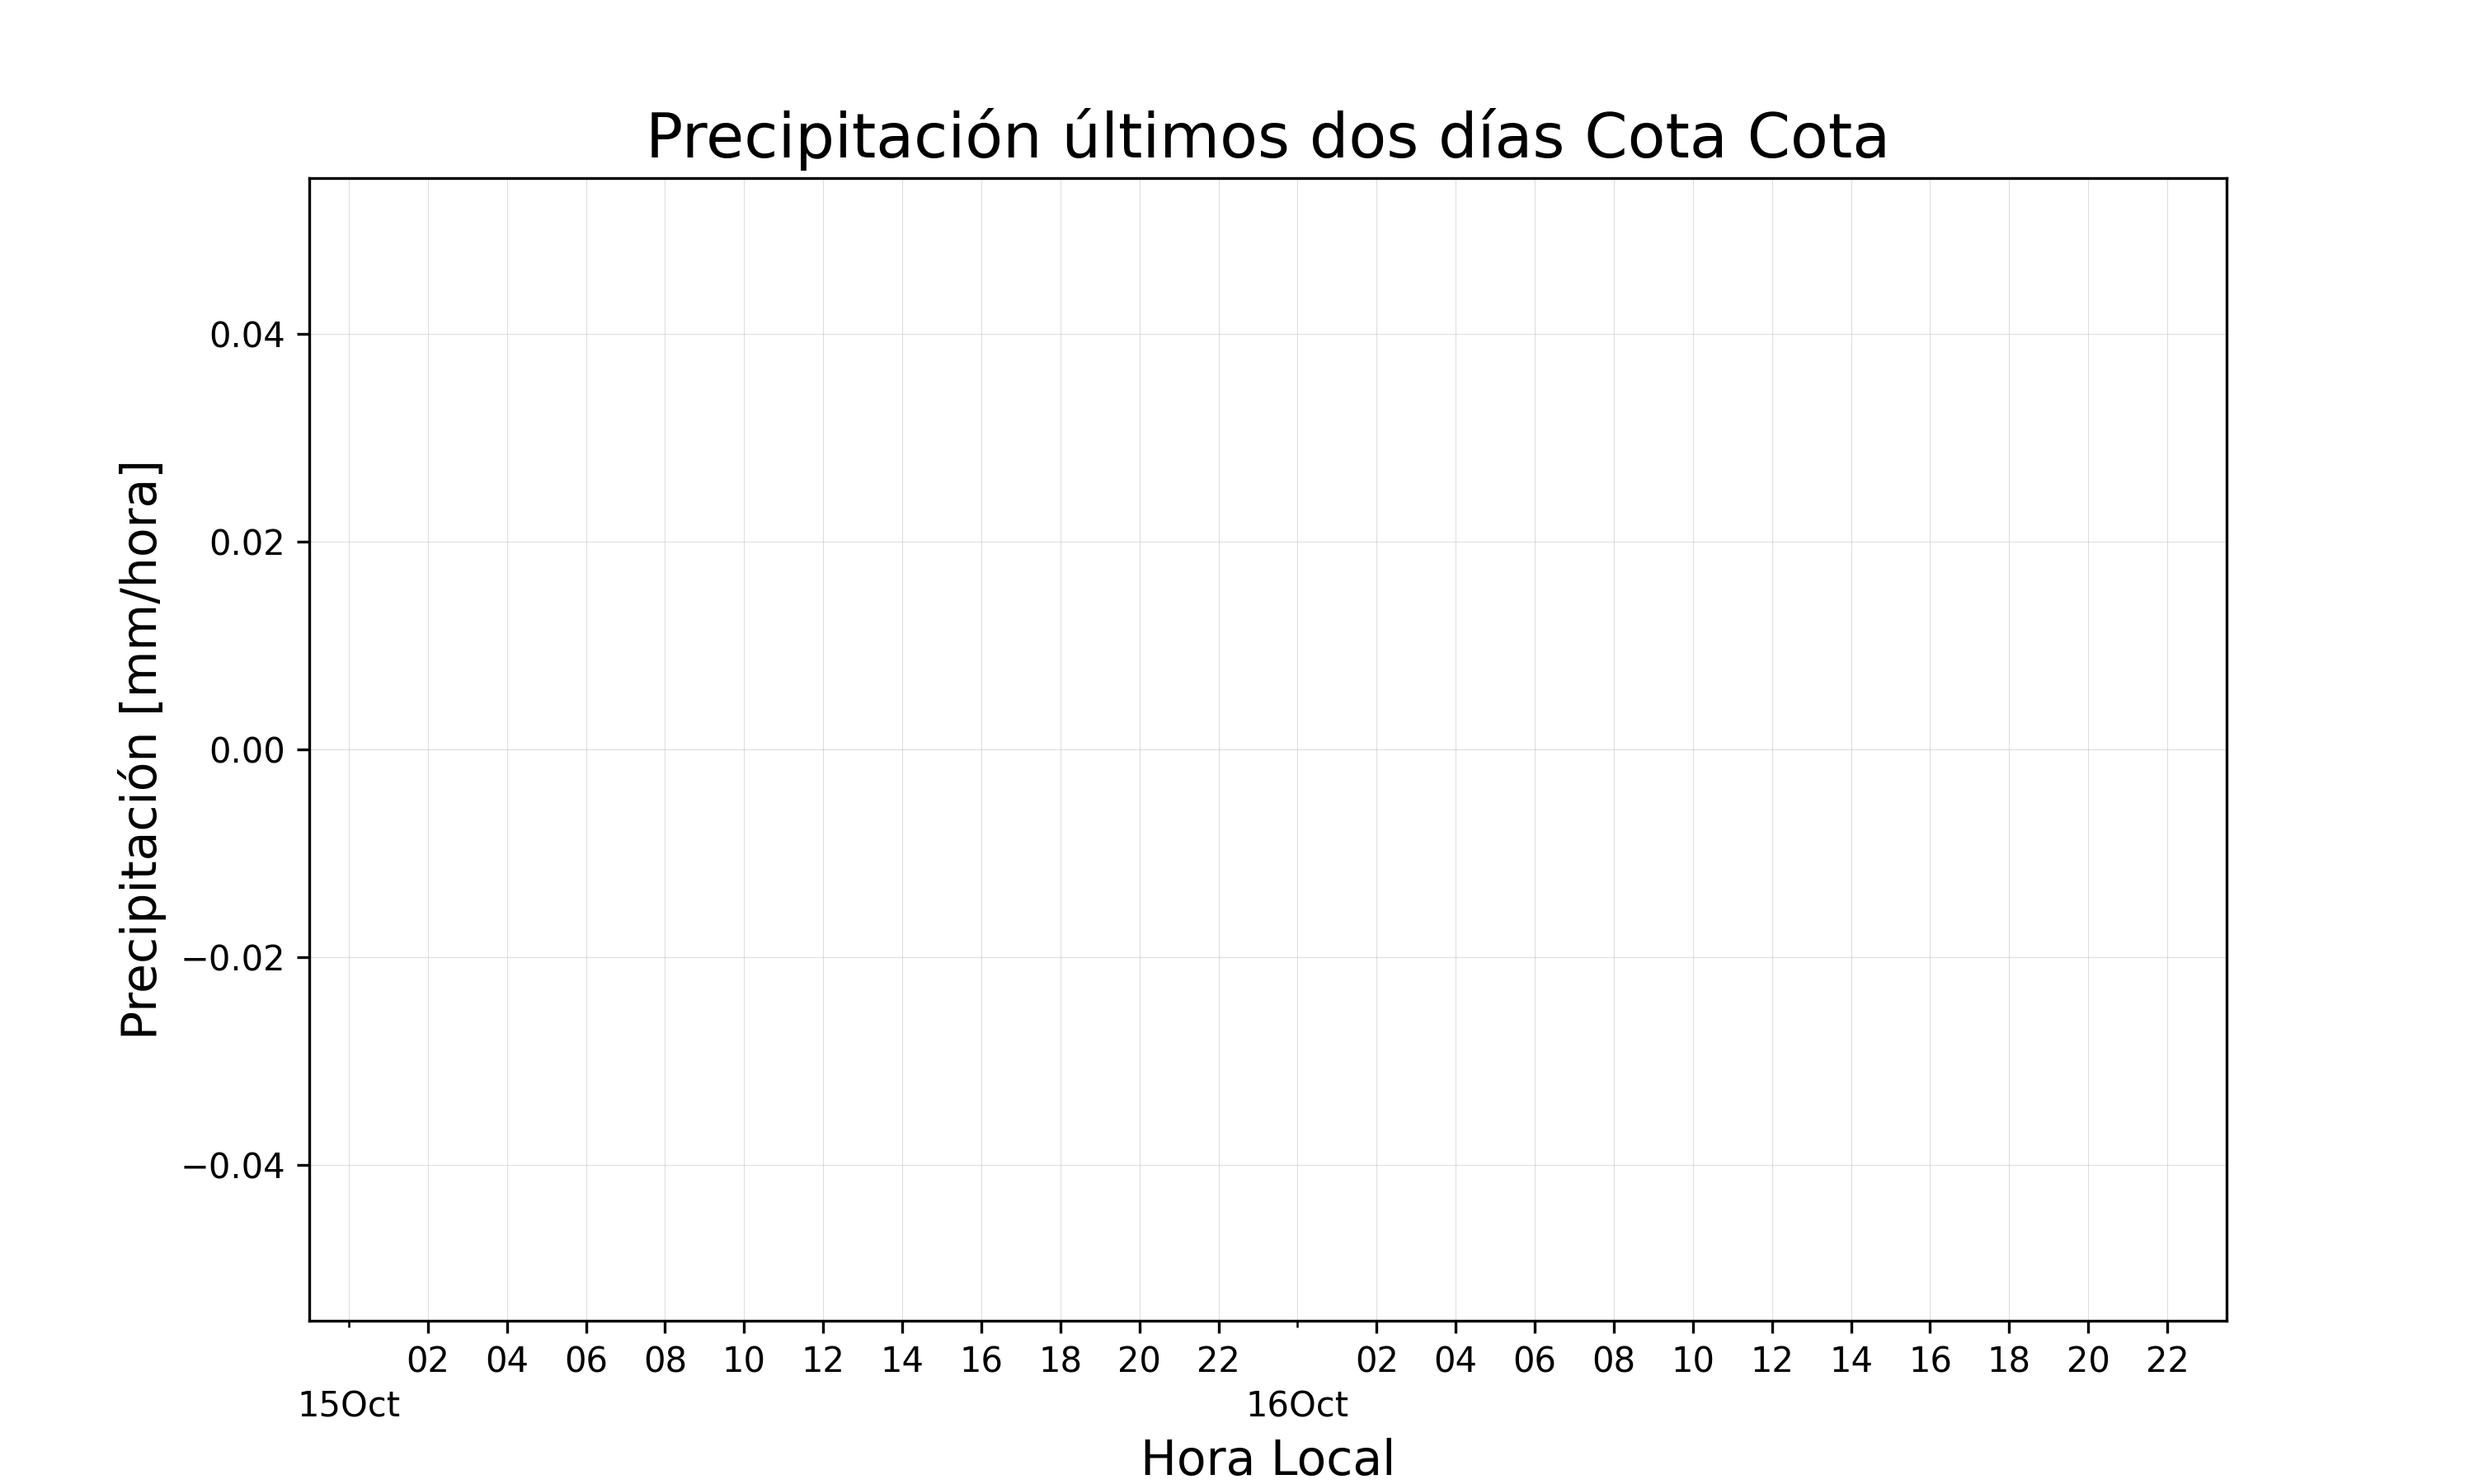 Precipitación últimos dos días Cota Cota
Precipitación [mm/hora]
0.04
0.02
0.00
−0.02
−0.04
02 04 06 08 10 12 14 16 18 20 22 02 04 06 08 10 12 14 16 18 20 22
15Oct 16Oct
Hora Local